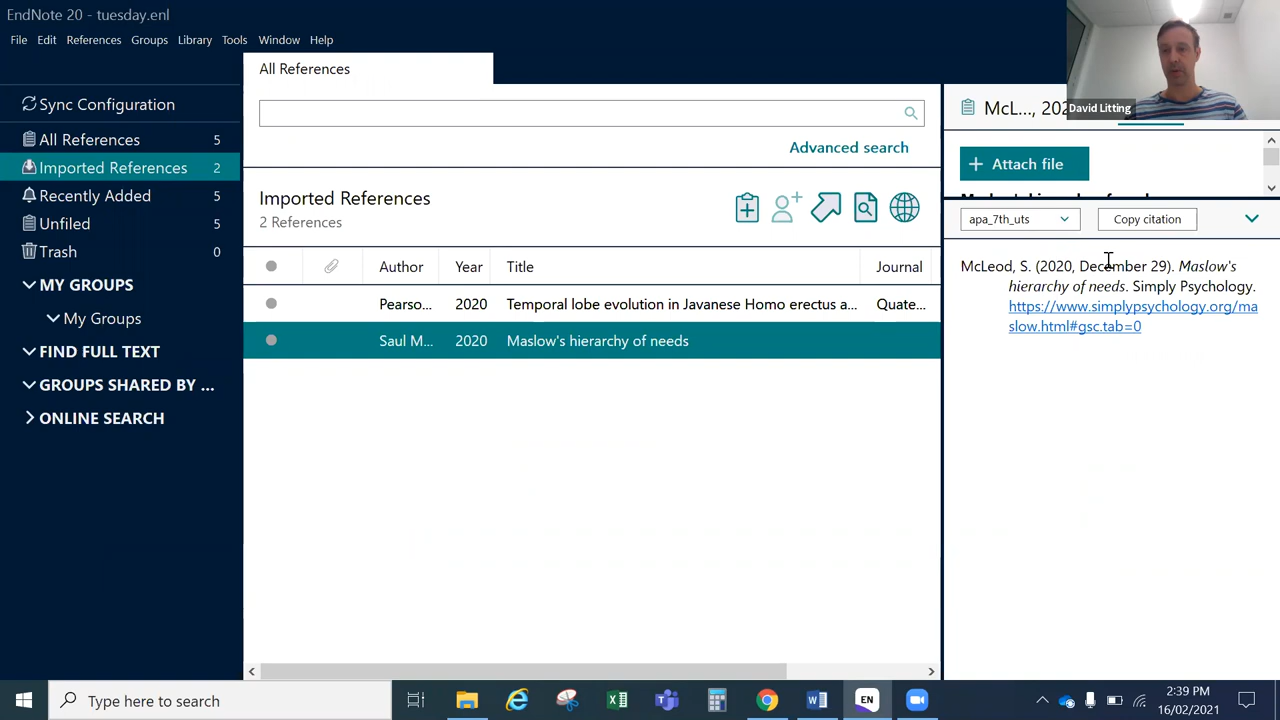 EndNote 20 - tuesday.enl
File Edit References Groups Library Tools Window Help
All References
Sync Configuration
All References 5
Imported References 2
Recently Added 5
Unfiled 5
Trash 0
MY GROUPS
My Groups
FIND FULL TEXT
GROUPS SHARED BY ...
ONLINE SEARCH
Advanced search
Imported References
2 References
Author Year Title Journal
Pearso... 2020 Temporal lobe evolution in Javanese Homo erectus a... Quate...
Saul M... 2020 Maslow's hierarchy of needs
McL..., 202
David Litting
+ Attach file
apa_7th_uts Copy citation
McLeod, S. (2020, December 29). Maslow's
hierarchy of needs. Simply Psychology.
https://www.simplypsychology.org/ma
slow.html#gsc.tab=0
Type here to search
EN
2:39 PM
16/02/2021